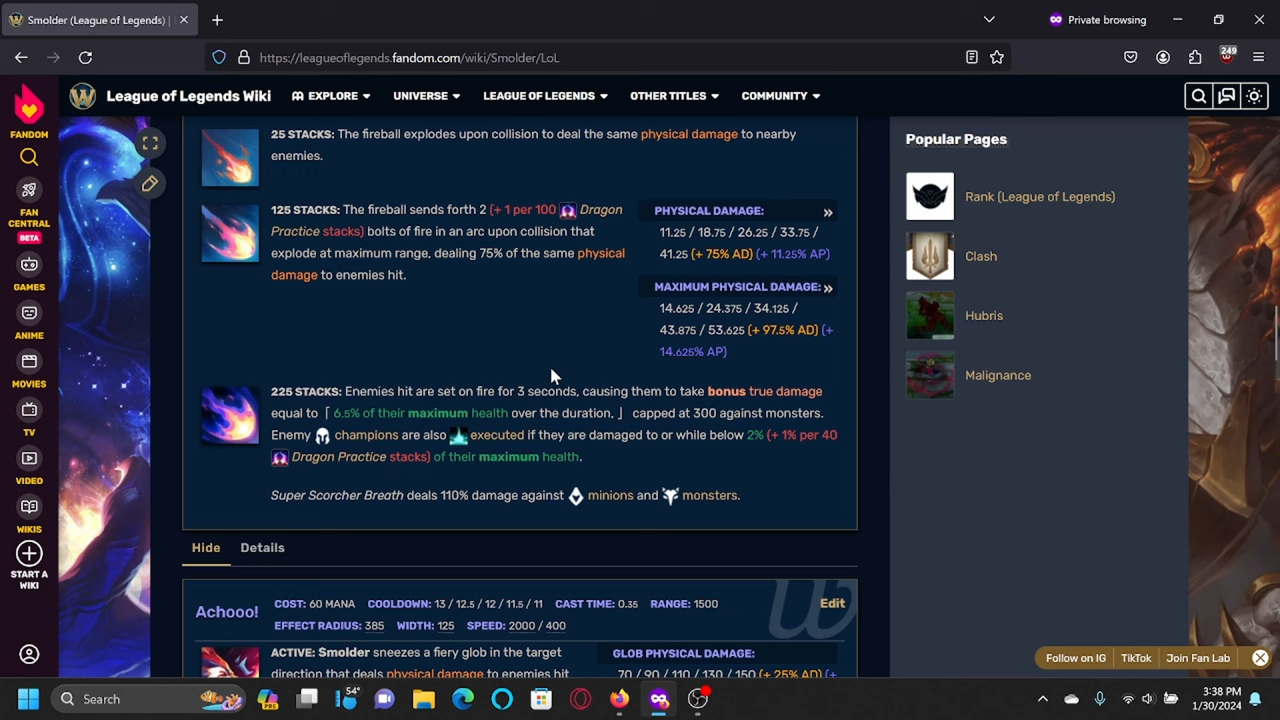 Smolder (League of Legends) |
Private browsing
https://leagueoflegends.fandom.com/wiki/Smolder/LoL
249
FANDOM
League of Legends Wiki
EXPLORE
UNIVERSE
LEAGUE OF LEGENDS
OTHER TITLES
COMMUNITY
FAN CENTRAL
BETA
GAMES
ANIME
MOVIES
TV
VIDEO
WIKIS
START A WIKI
25 STACKS: The fireball explodes upon collision to deal the same physical damage to nearby
enemies.
125 STACKS: The fireball sends forth 2 (+ 1 per 100 Dragon
Practice stacks) bolts of fire in an arc upon collision that
explode at maximum range, dealing 75% of the same physical
damage to enemies hit.
PHYSICAL DAMAGE: »
11.25 / 18.75 / 26.25 / 33.75 /
41.25 (+ 75% AD) (+ 11.25% AP)
MAXIMUM PHYSICAL DAMAGE: »
14.625 / 24.375 / 34.125 /
43.875 / 53.625 (+ 97.5% AD) (+
14.625% AP)
225 STACKS: Enemies hit are set on fire for 3 seconds, causing them to take bonus true damage
equal to ⌈ 6.5% of their maximum health over the duration, ⌋ capped at 300 against monsters.
Enemy champions are also executed if they are damaged to or while below 2% (+ 1% per 40
Dragon Practice stacks) of their maximum health.
Super Scorcher Breath deals 110% damage against minions and monsters.
Hide Details
Achooo!
COST: 60 MANA COOLDOWN: 13 / 12.5 / 12 / 11.5 / 11 CAST TIME: 0.35 RANGE: 1500
EFFECT RADIUS: 385 WIDTH: 125 SPEED: 2000 / 400
Edit
ACTIVE: Smolder sneezes a fiery glob in the target
direction that deals physical damage to enemies hit
GLOB PHYSICAL DAMAGE:
70 / 90 / 110 / 130 / 150 (+ 25% AD) (+
Popular Pages
Rank (League of Legends)
Clash
Hubris
Malignance
Follow on IG
TikTok
Join Fan Lab
Search
PRE
54°
3:38 PM
1/30/2024